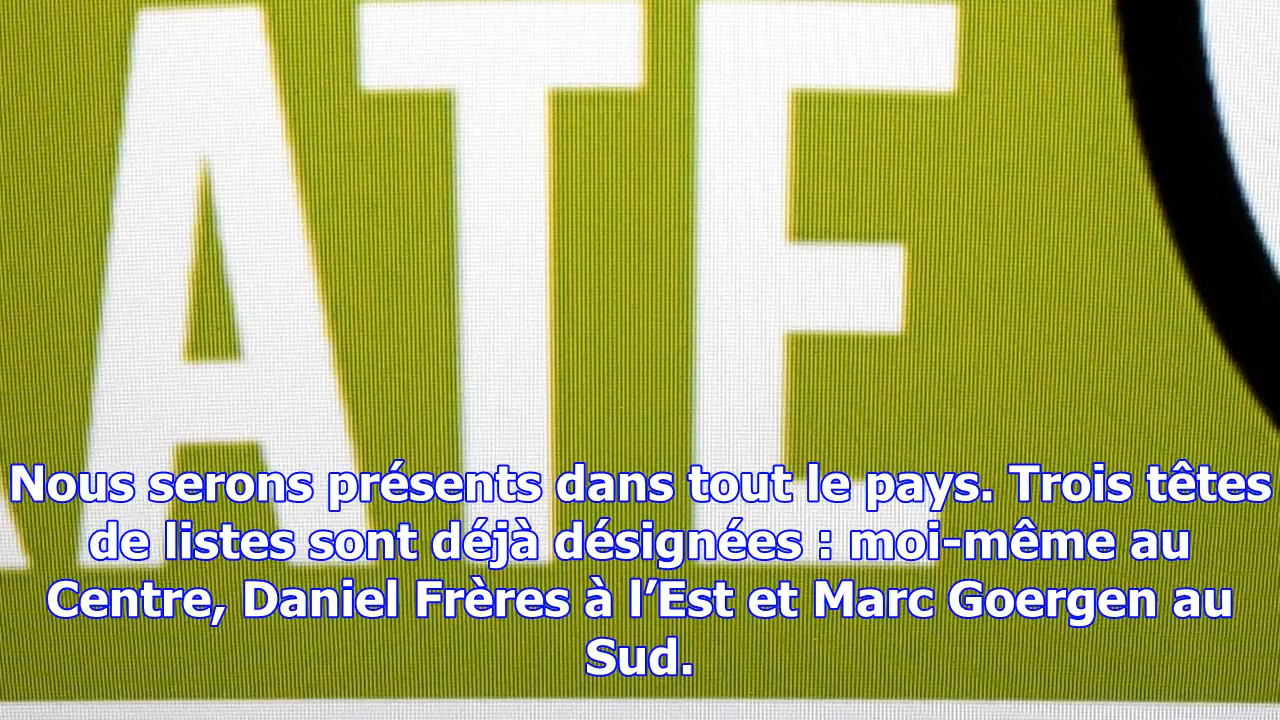 ATE
Nous serons présents dans tout le pays. Trois têtes
de listes sont déjà désignées : moi-même au
Centre, Daniel Frères à l’Est et Marc Goergen au
Sud.